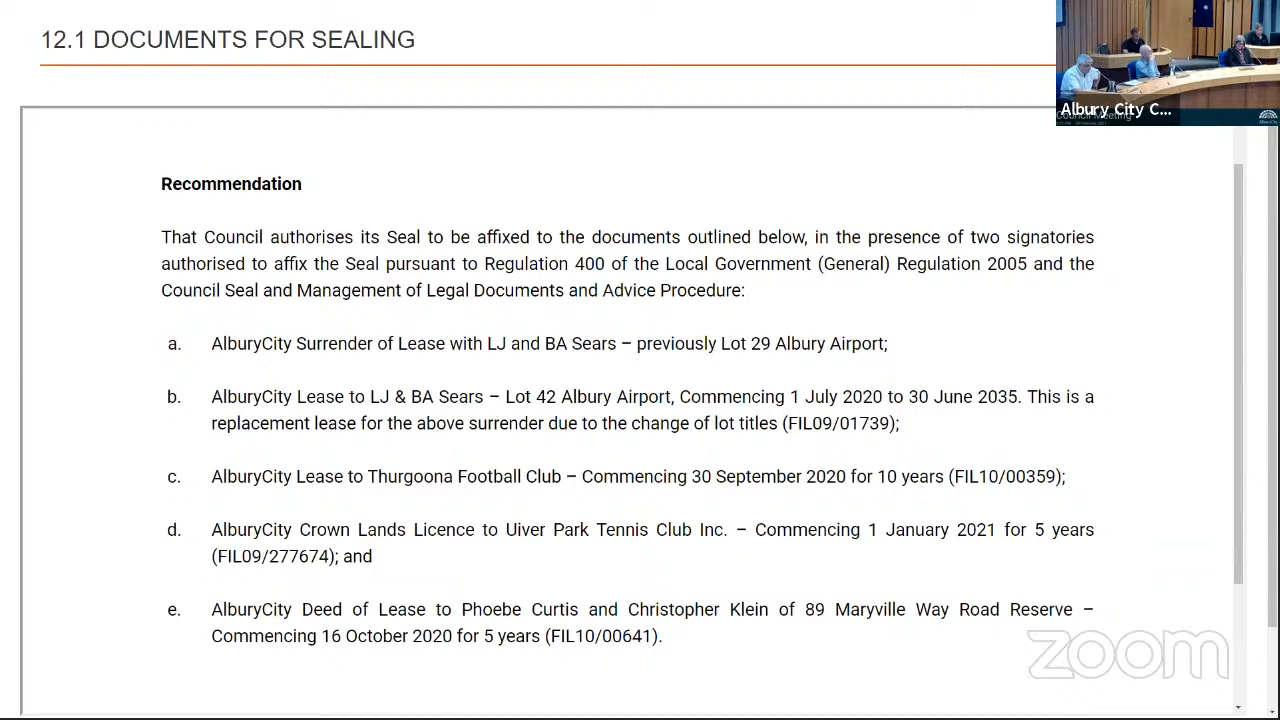 12.1 DOCUMENTS FOR SEALING
Albury City C...
Recommendation
That Council authorises its Seal to be affixed to the documents outlined below, in the presence of two signatories
authorised to affix the Seal pursuant to Regulation 400 of the Local Government (General) Regulation 2005 and the
Council Seal and Management of Legal Documents and Advice Procedure:
a. AlburyCity Surrender of Lease with LJ and BA Sears – previously Lot 29 Albury Airport;
b. AlburyCity Lease to LJ & BA Sears – Lot 42 Albury Airport, Commencing 1 July 2020 to 30 June 2035. This is a
replacement lease for the above surrender due to the change of lot titles (FIL09/01739);
c. AlburyCity Lease to Thurgoona Football Club – Commencing 30 September 2020 for 10 years (FIL10/00359);
d. AlburyCity Crown Lands Licence to Uiver Park Tennis Club Inc. – Commencing 1 January 2021 for 5 years
(FIL09/277674); and
e. AlburyCity Deed of Lease to Phoebe Curtis and Christopher Klein of 89 Maryville Way Road Reserve –
Commencing 16 October 2020 for 5 years (FIL10/00641).
zoom